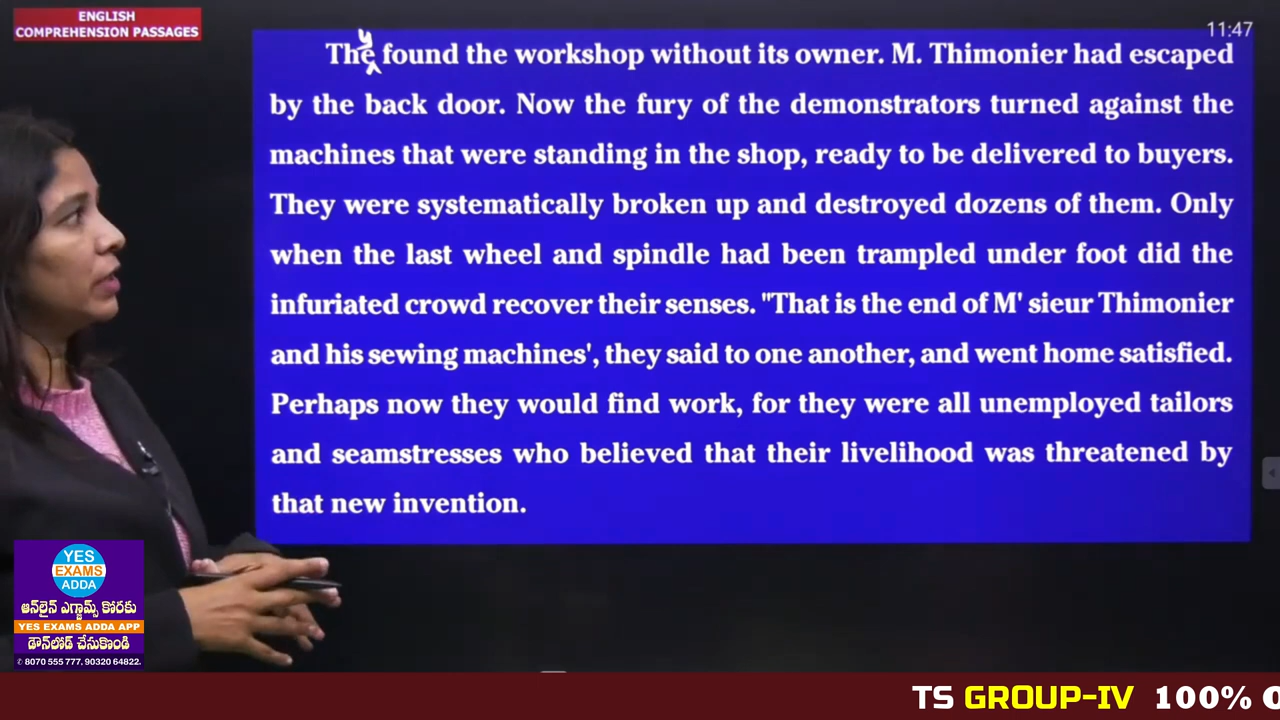 ENGLISH
COMPREHENSION PASSAGES
11:47
They found the workshop without its owner. M. Thimonier had escaped
by the back door. Now the fury of the demonstrators turned against the
machines that were standing in the shop, ready to be delivered to buyers.
They were systematically broken up and destroyed dozens of them. Only
when the last wheel and spindle had been trampled under foot did the
infuriated crowd recover their senses. "That is the end of M' sieur Thimonier
and his sewing machines', they said to one another, and went home satisfied.
Perhaps now they would find work, for they were all unemployed tailors
and seamstresses who believed that their livelihood was threatened by
that new invention.
YES
EXAMS
ADDA
ఆన్‌లైన్ ఎగ్జామ్స్ కొరకు
YES EXAMS ADDA APP
డౌన్‌లోడ్ చేసుకొండి
✆ 8070 555 777, 90320 64822.
TS GROUP-IV 100%